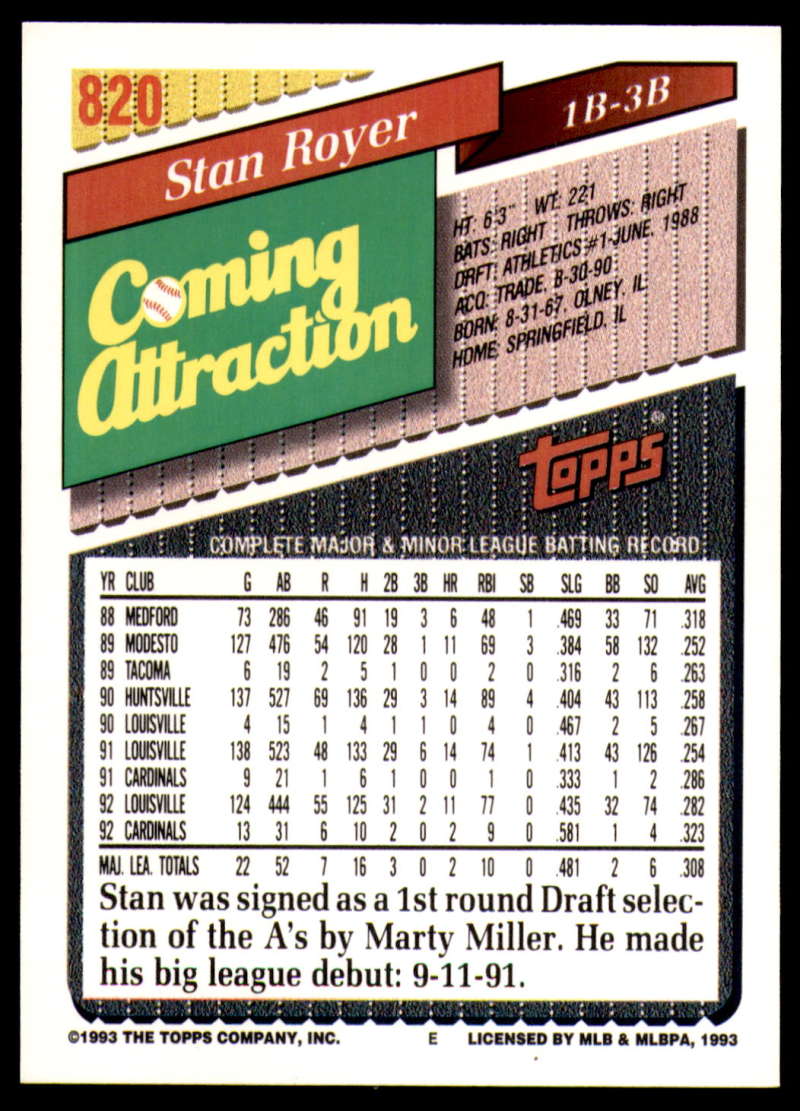 820
Stan Royer
1B-3B
Coming
Attraction
HT: 6'3" WT: 221
BATS: RIGHT THROWS: RIGHT
DRFT: ATHLETICS #1-JUNE, 1988
ACQ: TRADE, 8-30-90
BORN: 8-31-67, OLNEY, IL
HOME: SPRINGFIELD, IL
Topps®
COMPLETE MAJOR & MINOR LEAGUE BATTING RECORD
YR CLUB G AB R H 2B 3B HR RBI SB SLG BB SO AVG
88 MEDFORD 73 286 46 91 19 3 6 48 1 .469 33 71 .318
89 MODESTO 127 476 54 120 28 1 11 69 3 .384 58 132 .252
89 TACOMA 6 19 2 5 1 0 0 2 0 .316 2 6 .263
90 HUNTSVILLE 137 527 69 136 29 3 14 89 4 .404 43 113 .258
90 LOUISVILLE 4 15 1 4 1 1 0 4 0 .467 2 5 .267
91 LOUISVILLE 138 523 48 133 29 6 14 74 1 .413 43 126 .254
91 CARDINALS 9 21 1 6 1 0 0 1 0 .333 1 2 .286
92 LOUISVILLE 124 444 55 125 31 2 11 77 0 .435 32 74 .282
92 CARDINALS 13 31 6 10 2 0 2 9 0 .581 1 4 .323
MAJ. LEA. TOTALS 22 52 7 16 3 0 2 10 0 .481 2 6 .308
Stan was signed as a 1st round Draft selec-
tion of the A's by Marty Miller. He made
his big league debut: 9-11-91.
©1993 THE TOPPS COMPANY, INC. E LICENSED BY MLB & MLBPA, 1993